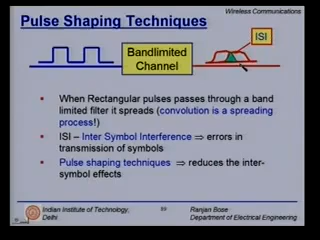 Wireless Communications
Pulse Shaping Techniques
ISI
Bandlimited
Channel
When Rectangular pulses passes through a band
limited filter it spreads (convolution is a spreading
process!)
ISI – Inter Symbol Interference ⇒ errors in
transmission of symbols
Pulse shaping techniques ⇒ reduces the inter-
symbol effects
Indian Institute of Technology,
Delhi
Ranjan Bose
Department of Electrical Engineering